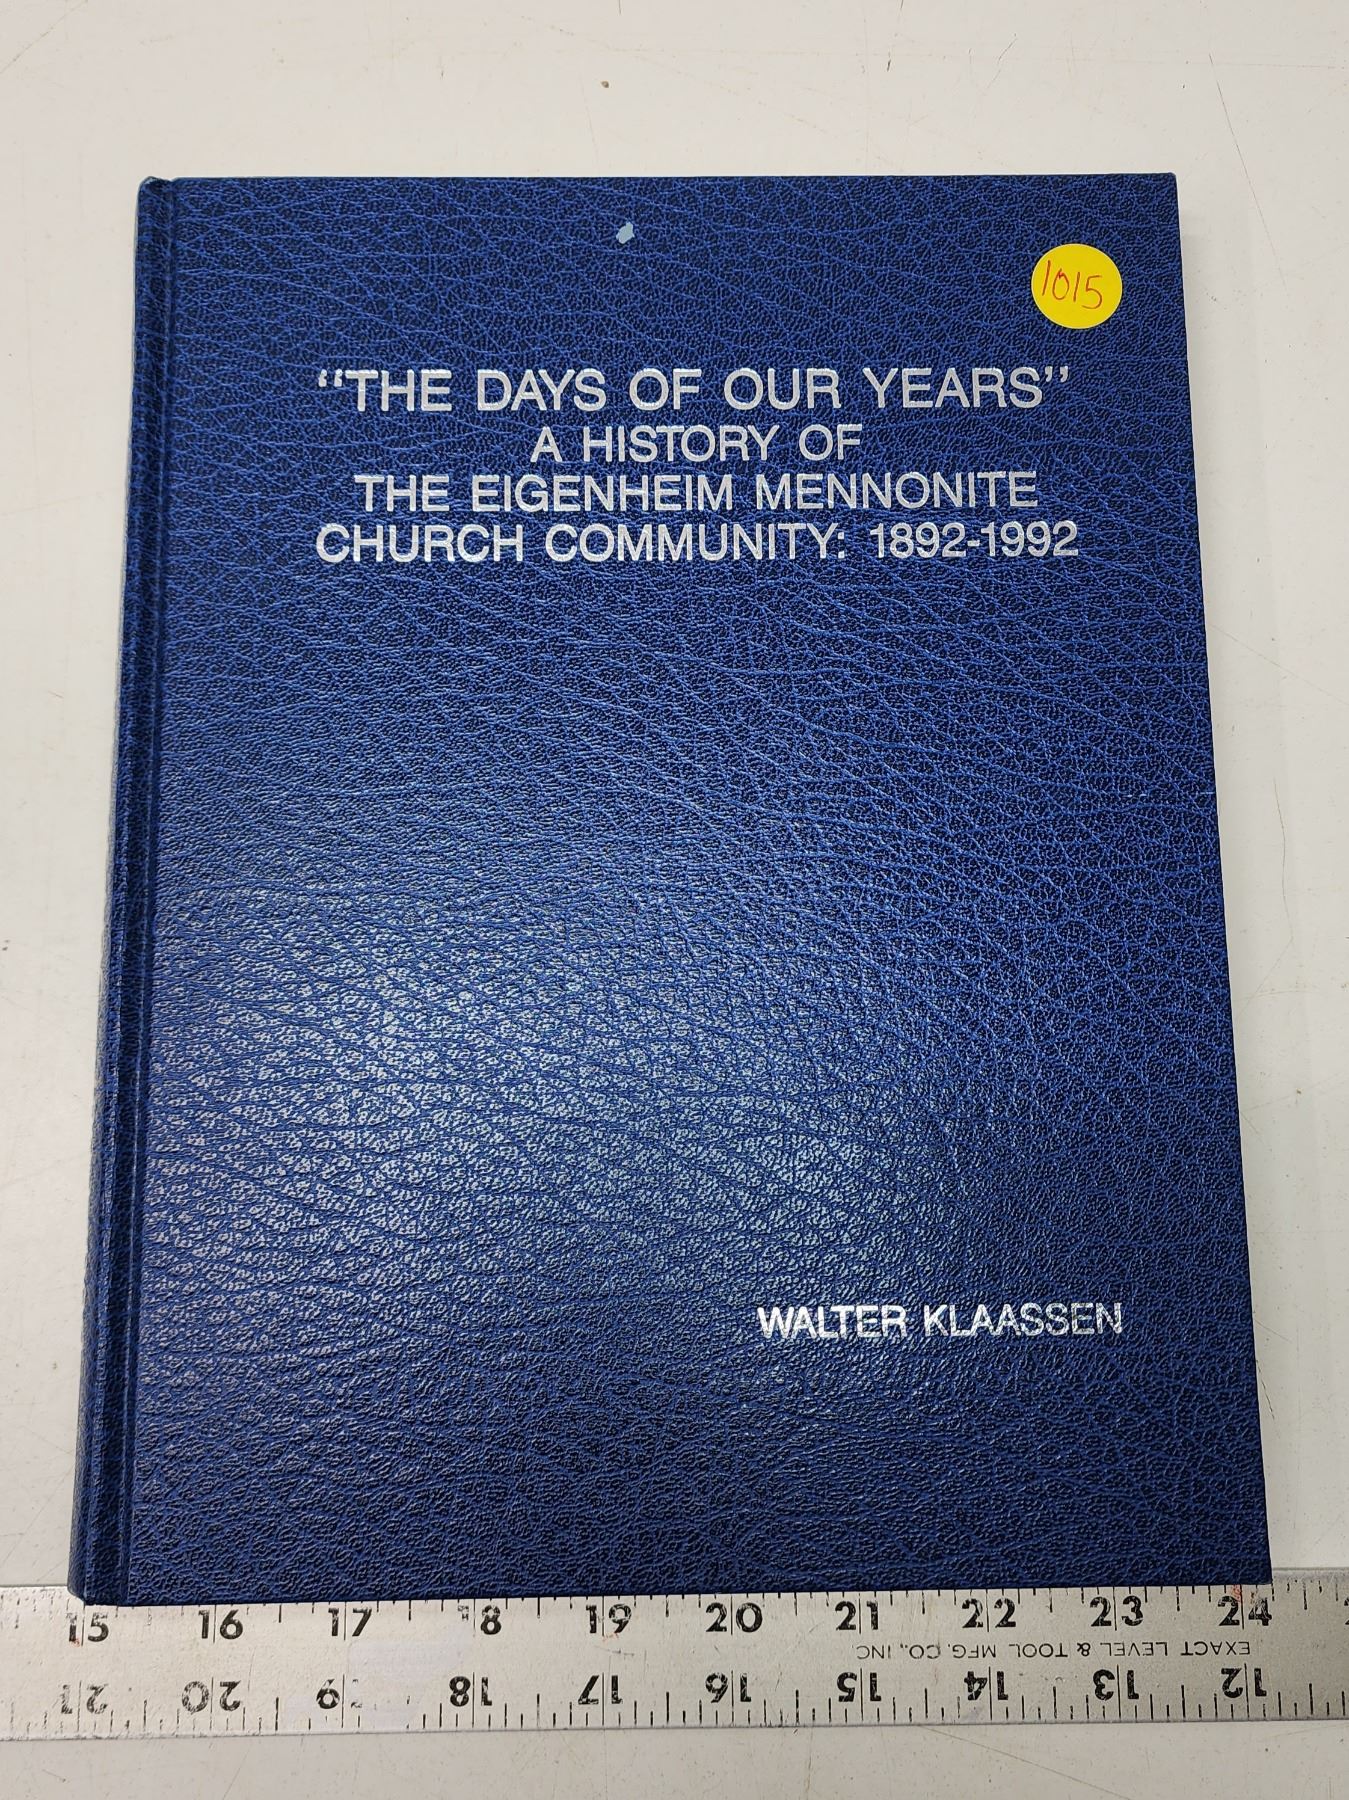 1015
“THE DAYS OF OUR YEARS”
A HISTORY OF
THE EIGENHEIM MENNONITE
CHURCH COMMUNITY: 1892-1992
WALTER KLAASSEN
15 16 17 18 19 20 21 22 23 24
EXACT LEVEL & TOOL MFG. CO., INC
12 13 14 15 16 17 18 19 20 21